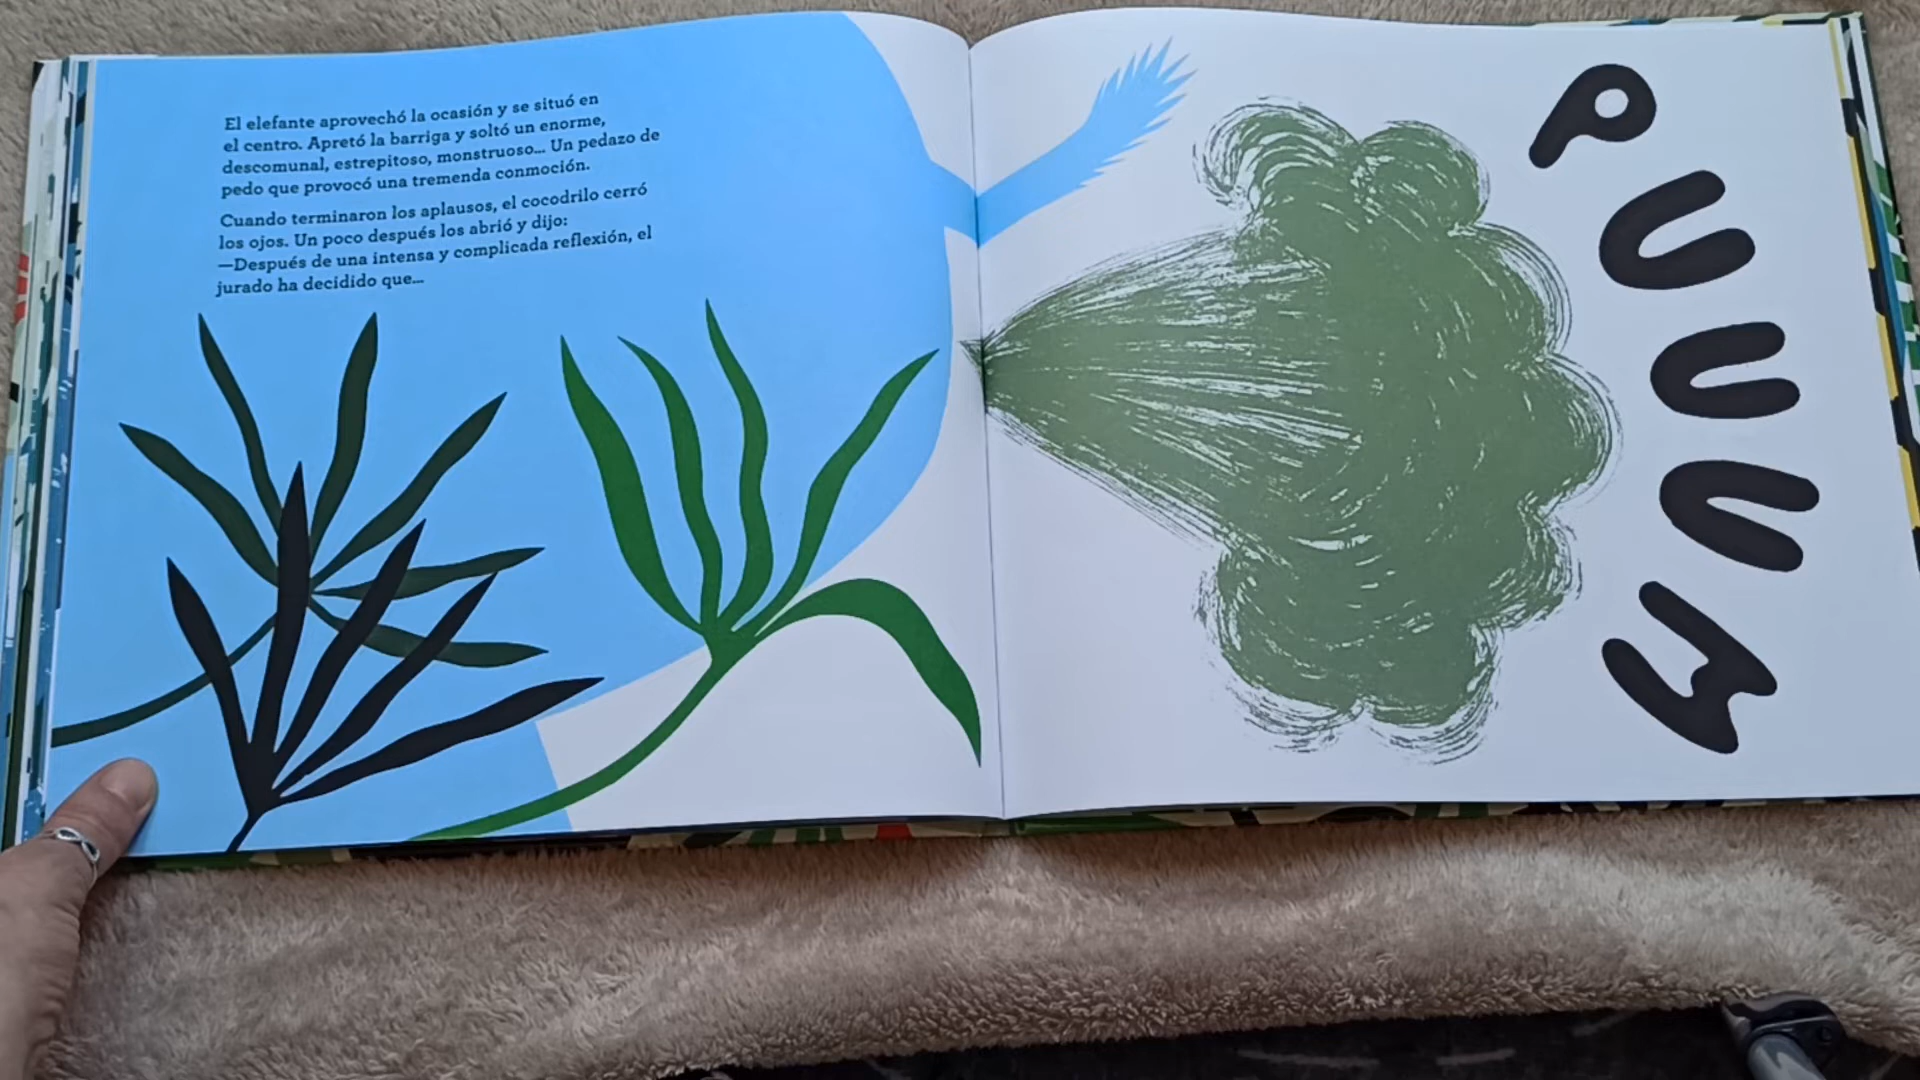 El elefante aprovechó la ocasión y se situó en
el centro. Apretó la barriga y soltó un enorme,
descomunal, estrepitoso, monstruoso... Un pedazo de
pedo que provocó una tremenda conmoción.
Cuando terminaron los aplausos, el cocodrilo cerró
los ojos. Un poco después los abrió y dijo:
—Después de una intensa y complicada reflexión, el
jurado ha decidido que...
PUUUM